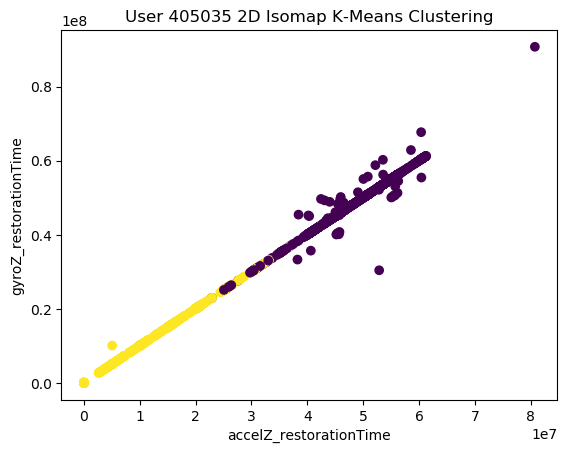 User 405035 2D Isomap K-Means Clustering
1e8
0.8
0.6
0.4
0.2
0.0
gyroZ_restorationTime
0 1 2 3 4 5 6 7 8
1e7
accelZ_restorationTime